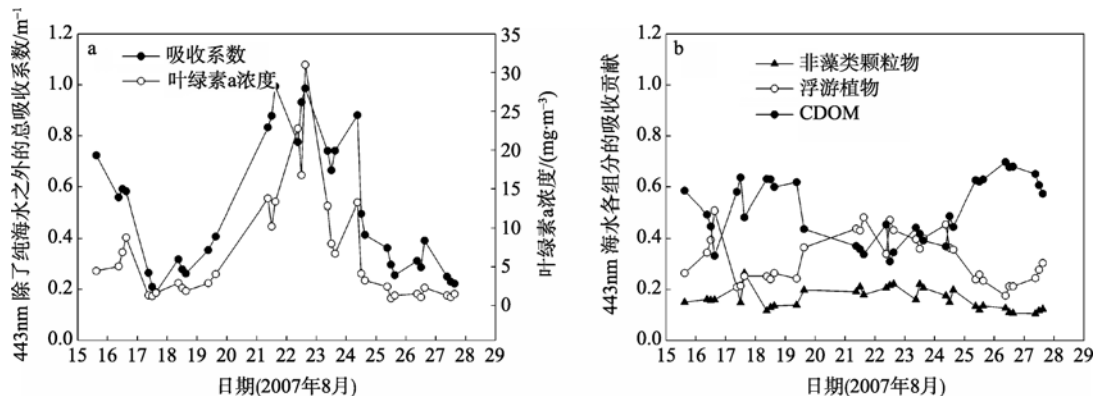 443nm 除了纯海水之外的总吸收系数/m⁻¹
1.2
1.0
0.8
0.6
0.4
0.2
0.0
a
吸收系数
叶绿素a浓度
35
30
25
20
15
10
5
0
叶绿素a浓度/(mg·m⁻³)
15 16 17 18 19 20 21 22 23 24 25 26 27 28 29
日期(2007年8月)
443nm 海水各组分的吸收贡献
1.2
1.0
0.8
0.6
0.4
0.2
0.0
b
非藻类颗粒物
浮游植物
CDOM
15 16 17 18 19 20 21 22 23 24 25 26 27 28 29
日期(2007年8月)